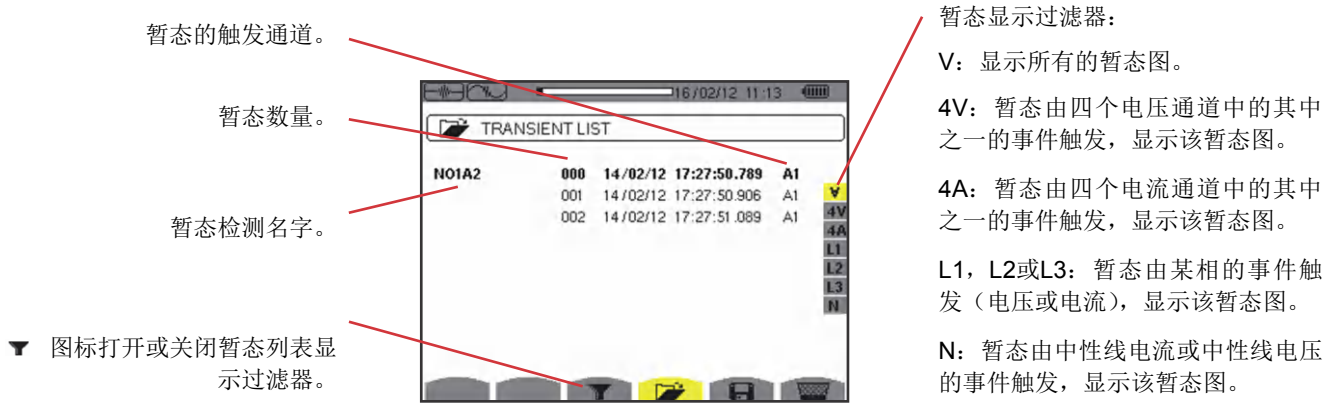 暂态的触发通道。
暂态数量。
暂态检测名字。
图标打开或关闭暂态列表显
示过滤器。
16/02/12 11:13
TRANSIENT LIST
NO1A2 000 14/02/12 17:27:50.789 A1
001 14/02/12 17:27:50.906 A1
002 14/02/12 17:27:51.089 A1
∀
4V
4A
L1
L2
L3
N
暂态显示过滤器：
V：显示所有的暂态图。
4V：暂态由四个电压通道中的其中
之一的事件触发，显示该暂态图。
4A：暂态由四个电流通道中的其中
之一的事件触发，显示该暂态图。
L1，L2或L3：暂态由某相的事件触
发（电压或电流），显示该暂态图。
N：暂态由中性线电流或中性线电压
的事件触发，显示该暂态图。